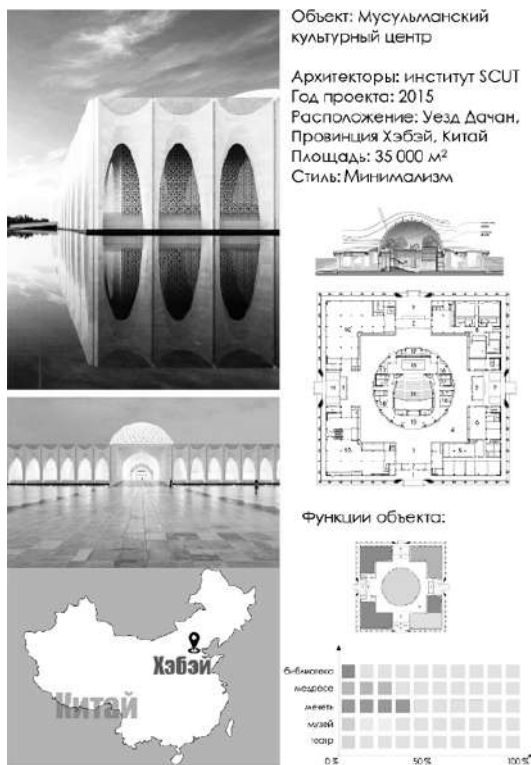 Объект: Мусульманский
культурный центр
Архитекторы: институт SCUT
Год проекта: 2015
Расположение: Уезд Дачан,
Провинция Хэбэй, Китай
Площадь: 35 000 м²
Стиль: Минимализм
Функции объекта:
Хэбэй
Китай
библиотека
медресе
мечеть
музей
театр
0 %
50 %
100 %